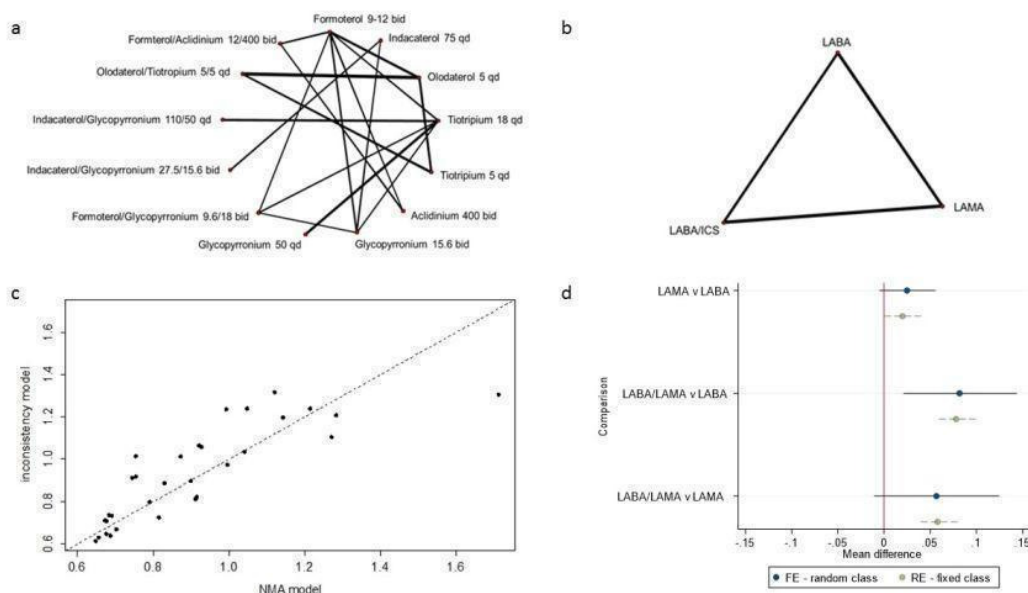 a
Formoterol 9-12 bid
Formterol/Aclidinium 12/400 bid
Indacaterol 75 qd
Olodaterol/Tiotropium 5/5 qd
Olodaterol 5 qd
Indacaterol/Glycopyrronium 110/50 qd
Tiotripium 18 qd
Indacaterol/Glycopyrronium 27.5/15.6 bid
Tiotripium 5 qd
Formoterol/Glycopyrronium 9.6/18 bid
Aclidinium 400 bid
Glycopyrronium 50 qd
Glycopyrronium 15.6 bid
b
LABA
LAMA
LABA/ICS
c
inconsistency model
1.6
1.4
1.2
1.0
0.8
0.6
0.6 0.8 1.0 1.2 1.4 1.6
NMA model
d
Comparison
LAMA v LABA
LABA/LAMA v LABA
LABA/LAMA v LAMA
-.15 -.1 -.05 0 .05 .1 .15
Mean difference
FE - random class RE - fixed class